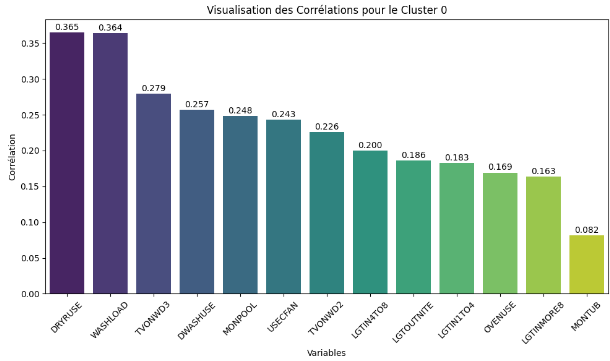 Visualisation des Corrélations pour le Cluster 0
Corrélation
0.35
0.30
0.25
0.20
0.15
0.10
0.05
0.00
0.365
0.364
0.279
0.257
0.248
0.243
0.226
0.200
0.186
0.183
0.169
0.163
0.082
DRYRUSE
WASHLOAD
TVONWD3
DWASHUSE
MONPOOL
USECFAN
TVONWD2
LGTIN4TO8
LGTOUTNITE
LGTIN1TO4
OVENUSE
LGTINMORE8
MONTUB
Variables